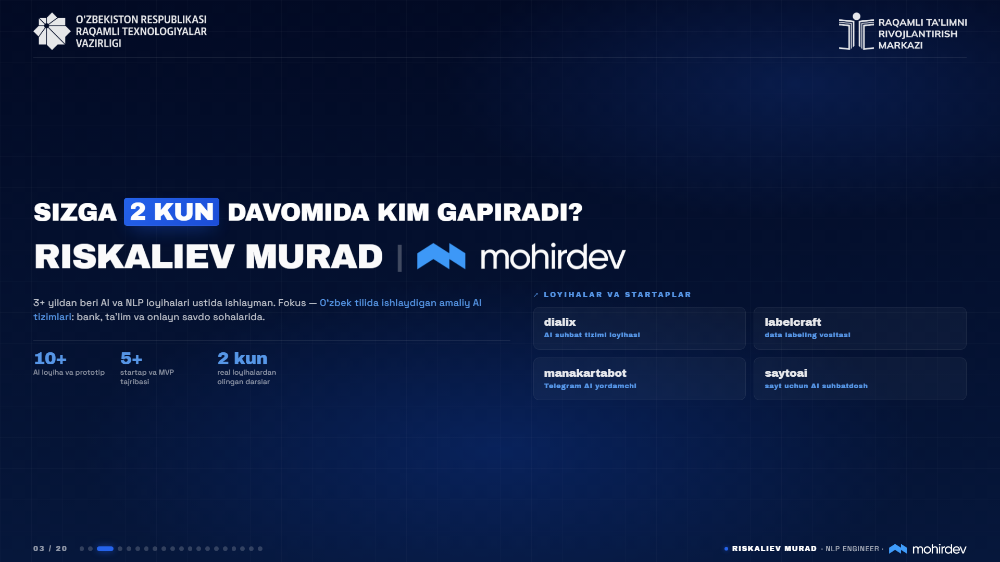 O'ZBEKISTON RESPUBLIKASI
RAQAMLI TEXNOLOGIYALAR
VAZIRLIGI
RAQAMLI TA’LIMNI
RIVOJLANTIRISH
MARKAZI
SIZGA 2 KUN DAVOMIDA KIM GAPIRADI?
RISKALIEV MURAD | mohirdev
3+ yildan beri AI va NLP loyihalari ustida ishlayman. Fokus — O’zbek tilida ishlaydigan amaliy AI
tizimlari: bank, ta’lim va onlayn savdo sohalarida.
10+
AI loyiha va prototip
5+
startap va MVP
tajribasi
2 kun
real loyihalardan
olingan darslar
↗ LOYIHALAR VA STARTAPLAR
dialix
AI suhbat tizimi loyihasi
labelcraft
data labeling vositasi
manakartabot
Telegram AI yordamchi
saytoai
sayt uchun AI suhbatdosh
03 / 20
RISKALIEV MURAD · NLP ENGINEER · mohirdev